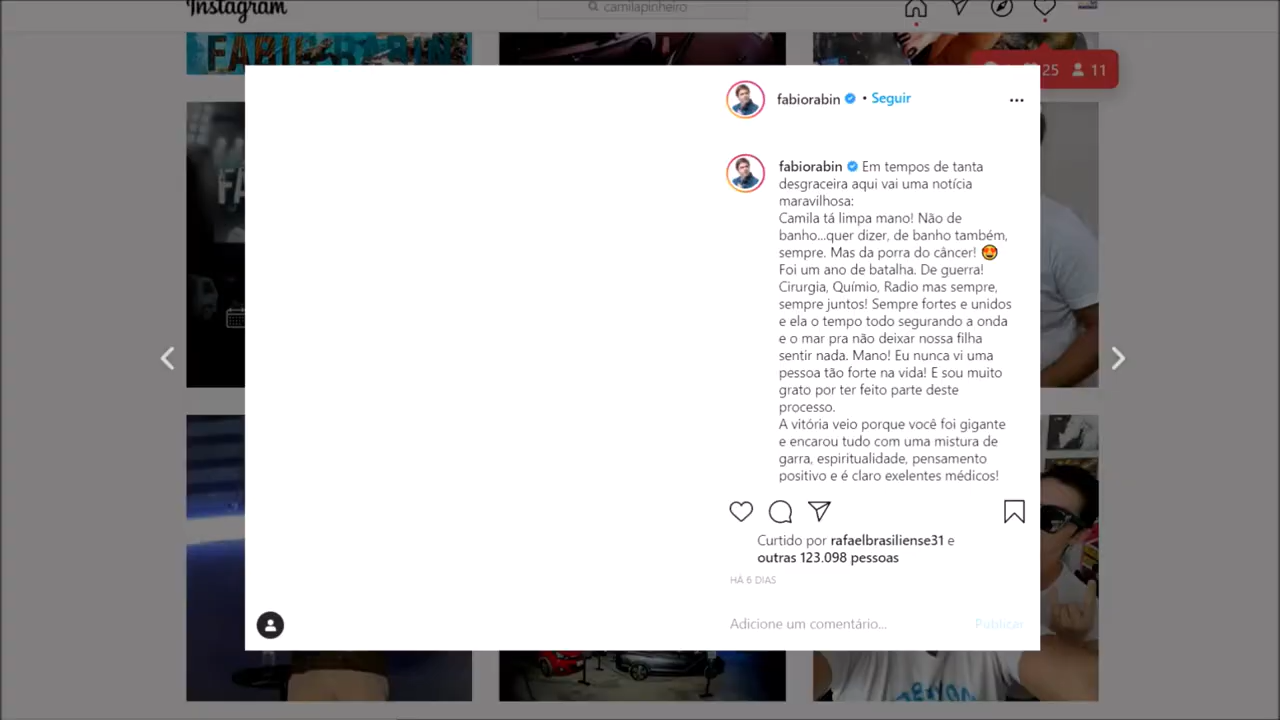 Instagram
camilapinheiro
FABIO RABIN
25 11
fabiorabin • Seguir
fabiorabin Em tempos de tanta
desgraceira aqui vai uma notícia
maravilhosa:
Camila tá limpa mano! Não de
banho...quer dizer, de banho também,
sempre. Mas da porra do câncer! 😍
Foi um ano de batalha. De guerra!
Cirurgia, Químio, Radio mas sempre,
sempre juntos! Sempre fortes e unidos
e ela o tempo todo segurando a onda
e o mar pra não deixar nossa filha
sentir nada. Mano! Eu nunca vi uma
pessoa tão forte na vida! E sou muito
grato por ter feito parte deste
processo.
A vitória veio porque você foi gigante
e encarou tudo com uma mistura de
garra, espiritualidade, pensamento
positivo e é claro exelentes médicos!
Curtido por rafaelbrasiliense31 e
outras 123.098 pessoas
HÁ 6 DIAS
Adicione um comentário... Publicar